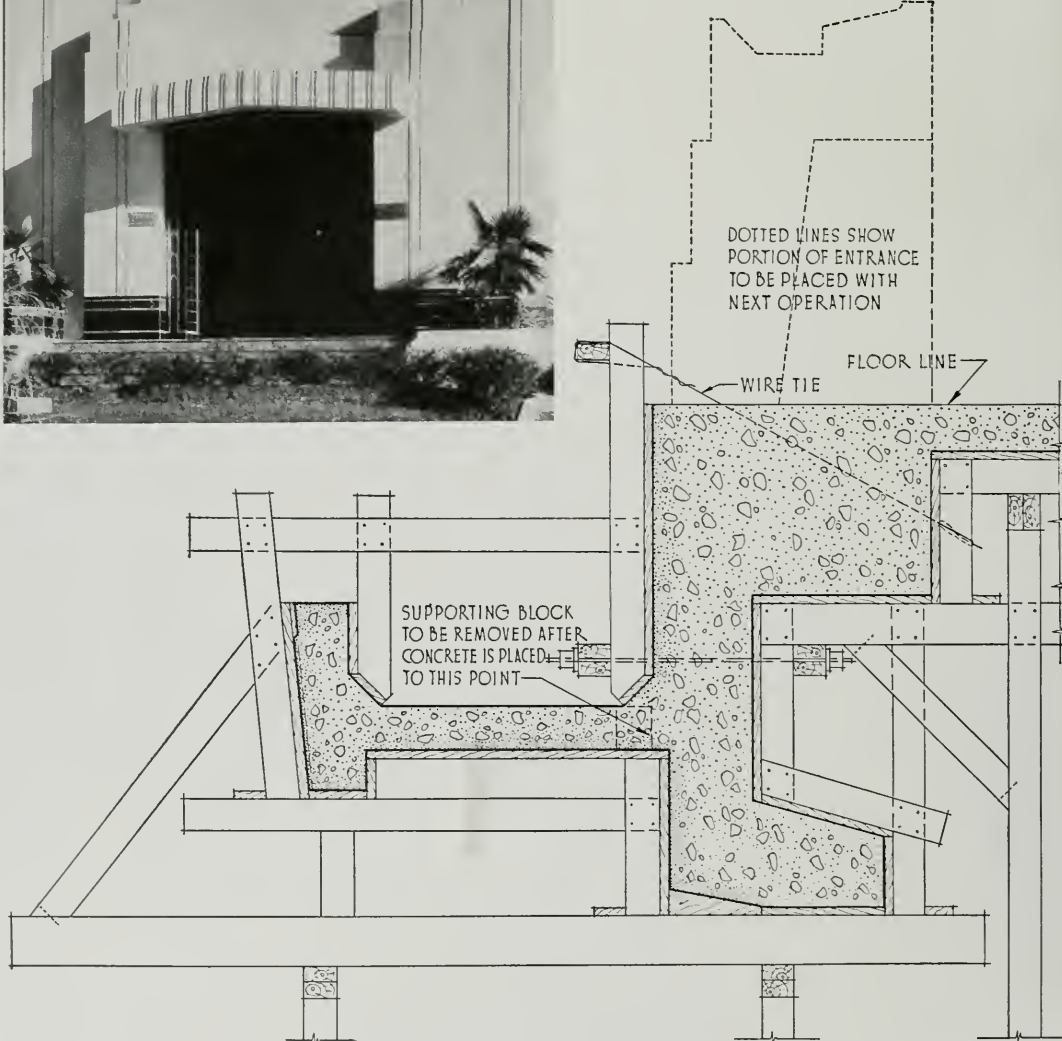 DOTTED LINES SHOW
PORTION OF ENTRANCE
TO BE PLACED WITH
NEXT OPERATION
FLOOR LINE
WIRE TIE
SUPPORTING BLOCK
TO BE REMOVED AFTER
CONCRETE IS PLACED
TO THIS POINT